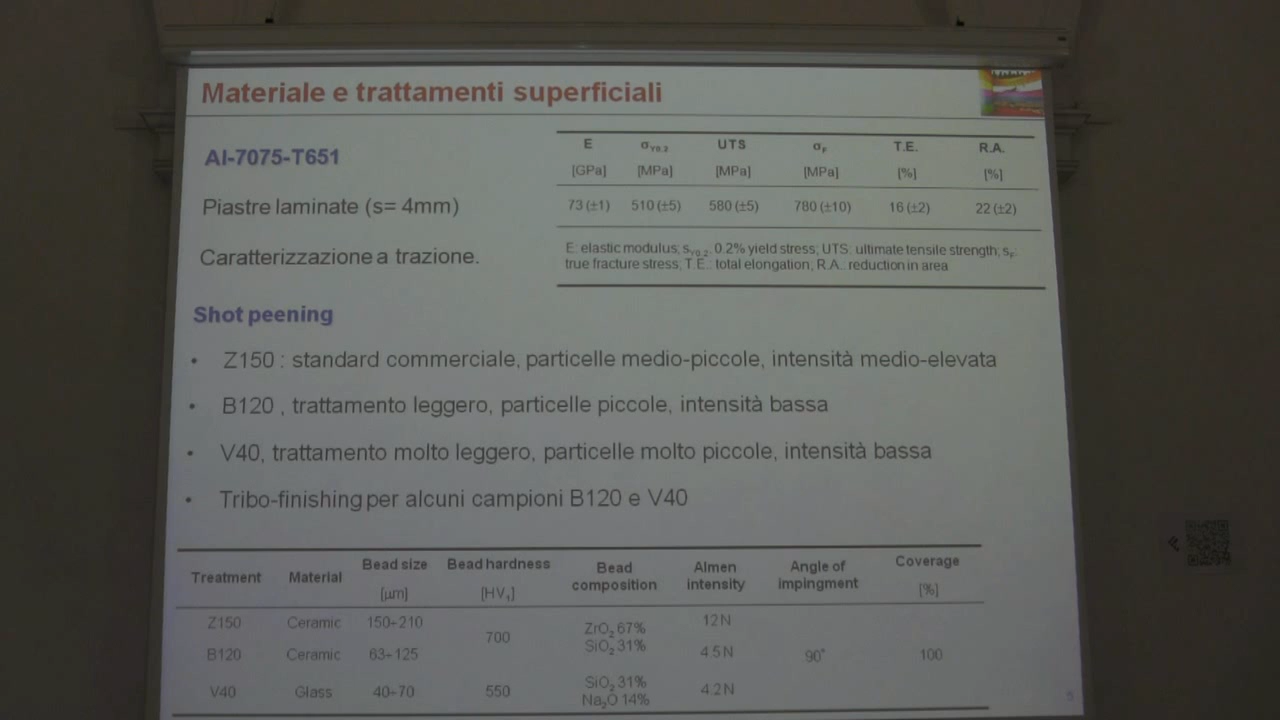 Materiale e trattamenti superficiali
Al-7075-T651
Piastre laminate (s= 4mm)
Caratterizzazione a trazione.
E σY0.2 UTS σF T.E. R.A.
[GPa] [MPa] [MPa] [MPa] [%] [%]
73 (±1) 510 (±5) 580 (±5) 780 (±10) 16 (±2) 22 (±2)
E: elastic modulus; sY0.2: 0.2% yield stress; UTS: ultimate tensile strength; sF:
true fracture stress; T.E.: total elongation; R.A.: reduction in area
Shot peening
• Z150 : standard commerciale, particelle medio-piccole, intensità medio-elevata
• B120 , trattamento leggero, particelle piccole, intensità bassa
• V40, trattamento molto leggero, particelle molto piccole, intensità bassa
• Tribo-finishing per alcuni campioni B120 e V40
Treatment Material Bead size [μm] Bead hardness [HV1] Bead composition Almen intensity Angle of impingment Coverage [%]
Z150 Ceramic 150÷210 700 ZrO2 67% SiO2 31% 12 N 90° 100
B120 Ceramic 63÷125 4.5 N
V40 Glass 40÷70 550 SiO2 31% Na2O 14% 4.2 N
5